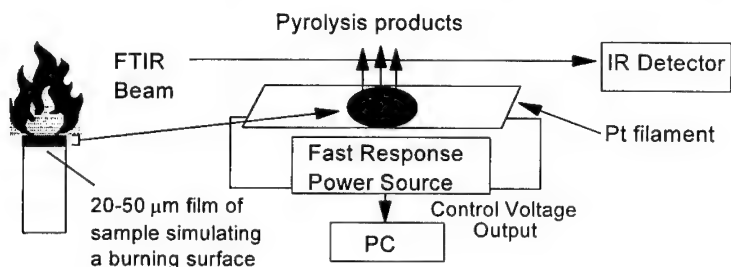 Pyrolysis products
FTIR
Beam
IR Detector
Pt filament
Fast Response
Power Source
20-50 μm film of
sample simulating
a burning surface
Control Voltage
Output
PC